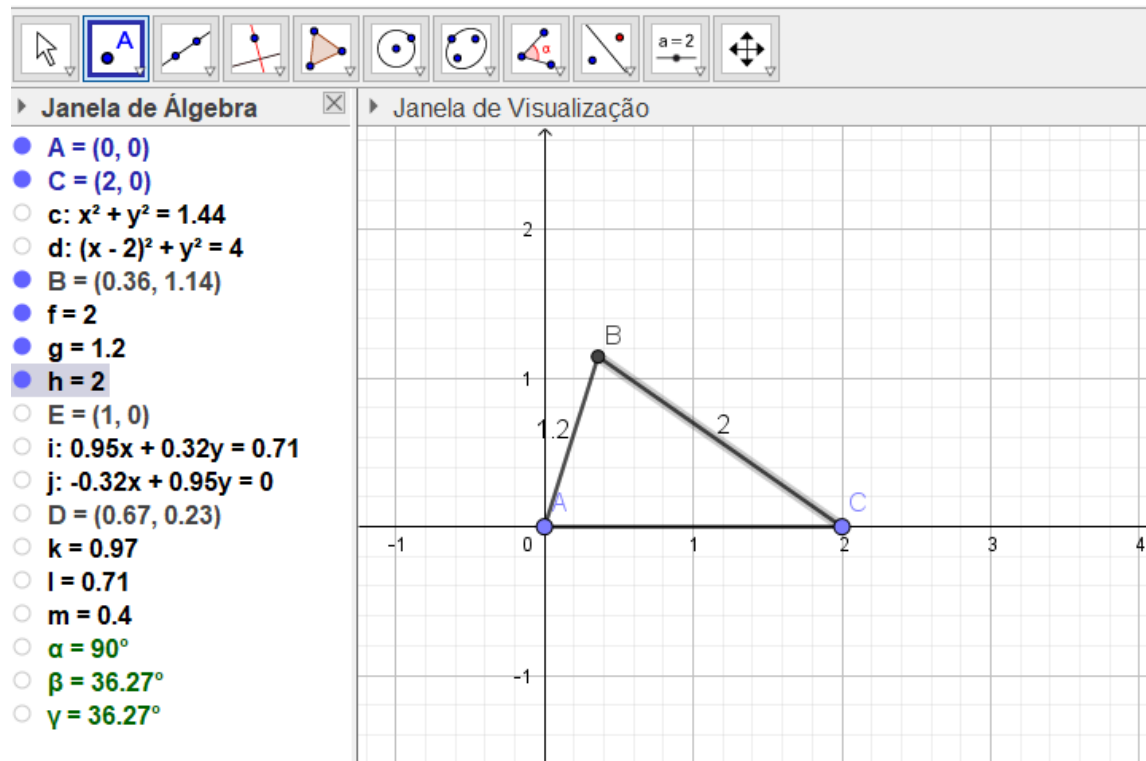 A
α
a=2
Janela de Álgebra
Janela de Visualização
A = (0, 0)
C = (2, 0)
c: x² + y² = 1.44
d: (x - 2)² + y² = 4
B = (0.36, 1.14)
f = 2
g = 1.2
h = 2
E = (1, 0)
i: 0.95x + 0.32y = 0.71
j: -0.32x + 0.95y = 0
D = (0.67, 0.23)
k = 0.97
l = 0.71
m = 0.4
α = 90°
β = 36.27°
γ = 36.27°
2
B
1
1.2
2
A
C
-1
0
1
2
3
4
-1